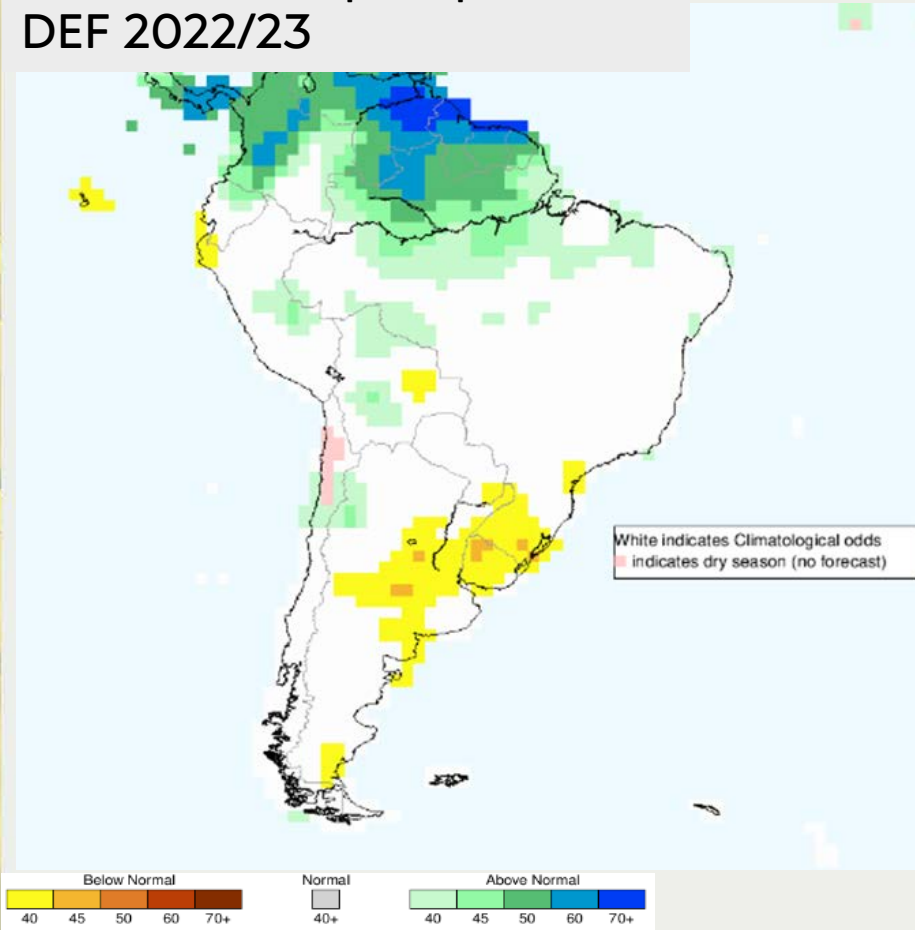 DEF 2022/23
White indicates Climatological odds
indicates dry season (no forecast)
Below Normal
Normal
Above Normal
40 45 50 60 70+
40+
40 45 50 60 70+